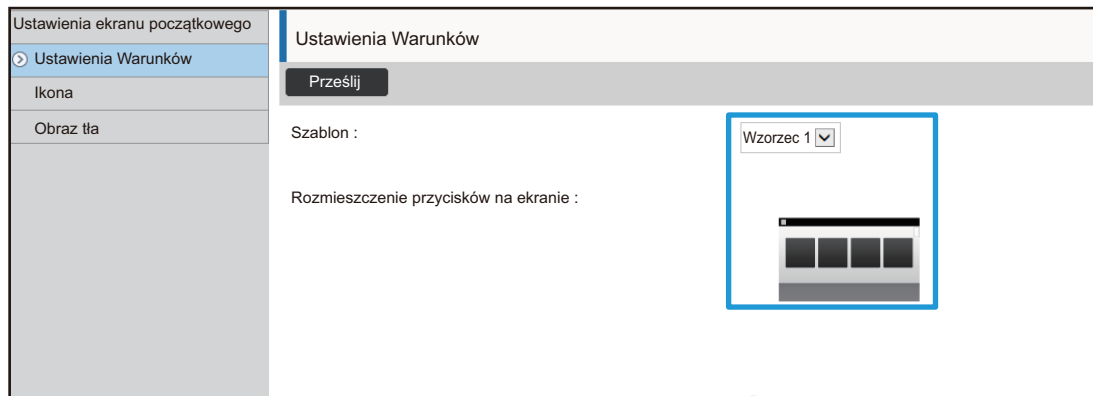 Ustawienia ekranu początkowego
Ustawienia Warunków
Ikona
Obraz tła
Ustawienia Warunków
Prześlij
Szablon :
Wzorzec 1
Rozmieszczenie przycisków na ekranie :